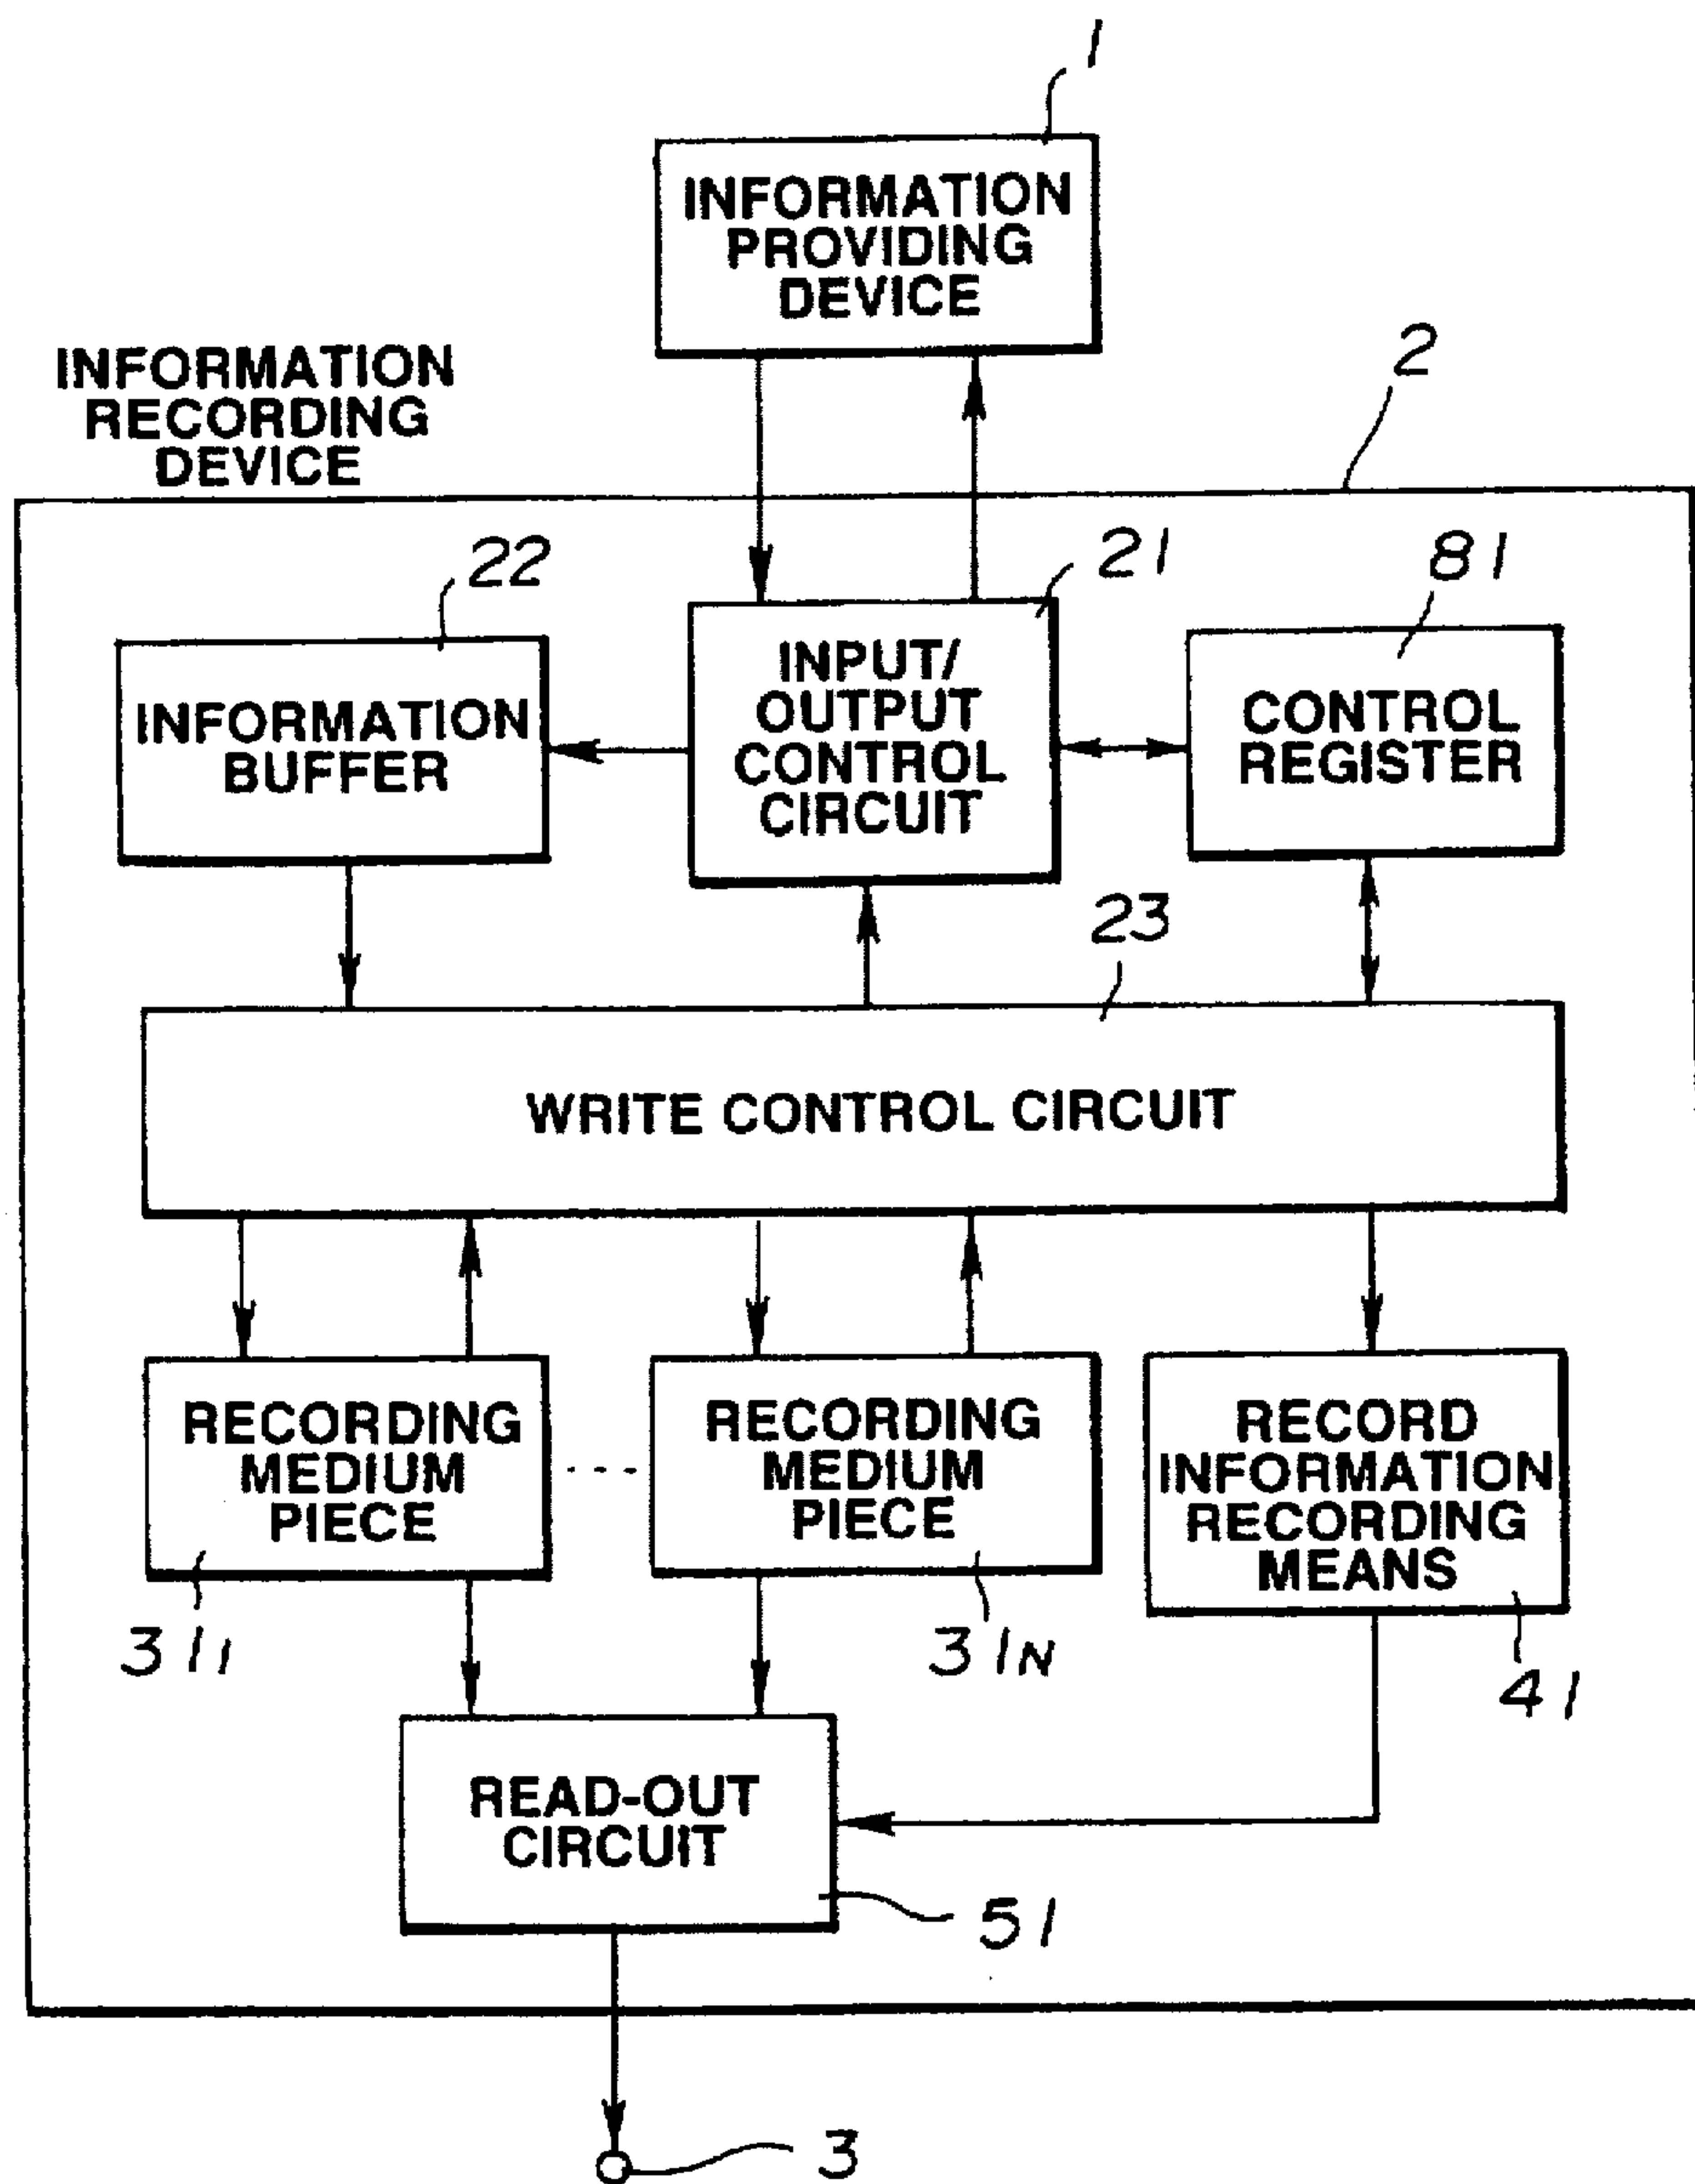 1
INFORMATION
PROVIDING
DEVICE
INFORMATION
RECORDING
DEVICE
2
22
21
81
INFORMATION
BUFFER
INPUT/
OUTPUT
CONTROL
CIRCUIT
CONTROL
REGISTER
23
WRITE CONTROL CIRCUIT
RECORDING
MEDIUM
PIECE
- - -
RECORDING
MEDIUM
PIECE
RECORD
INFORMATION
RECORDING
MEANS
31₁
31N
41
READ-OUT
CIRCUIT
51
3